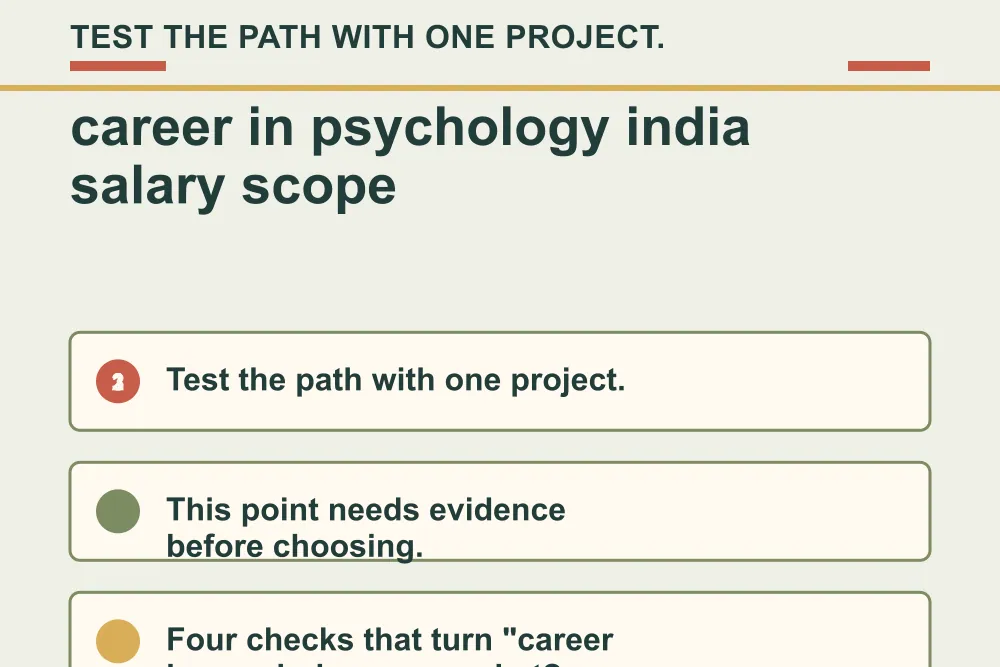 TEST THE PATH WITH ONE PROJECT.
career in psychology india
salary scope
Test the path with one project.
This point needs evidence
before choosing.
Four checks that turn "career